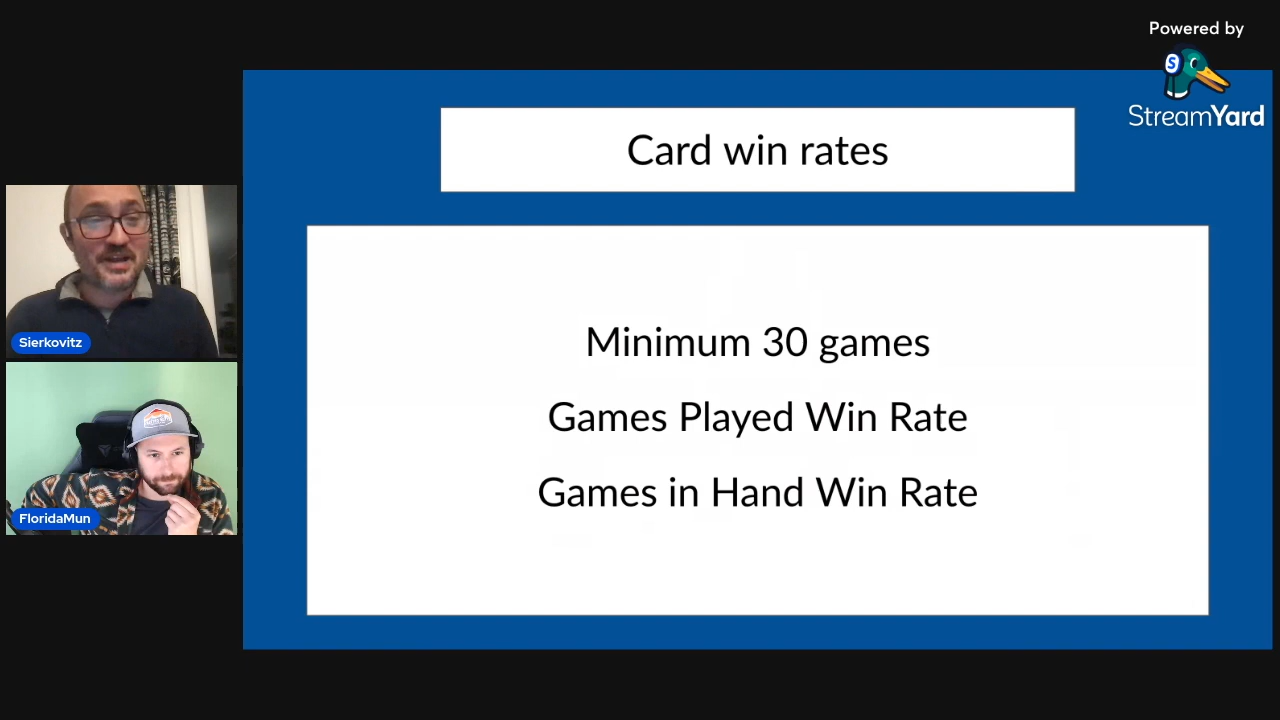 Powered by
S
StreamYard
Card win rates
Minimum 30 games
Games Played Win Rate
Games in Hand Win Rate
Sierkovitz
FloridaMun